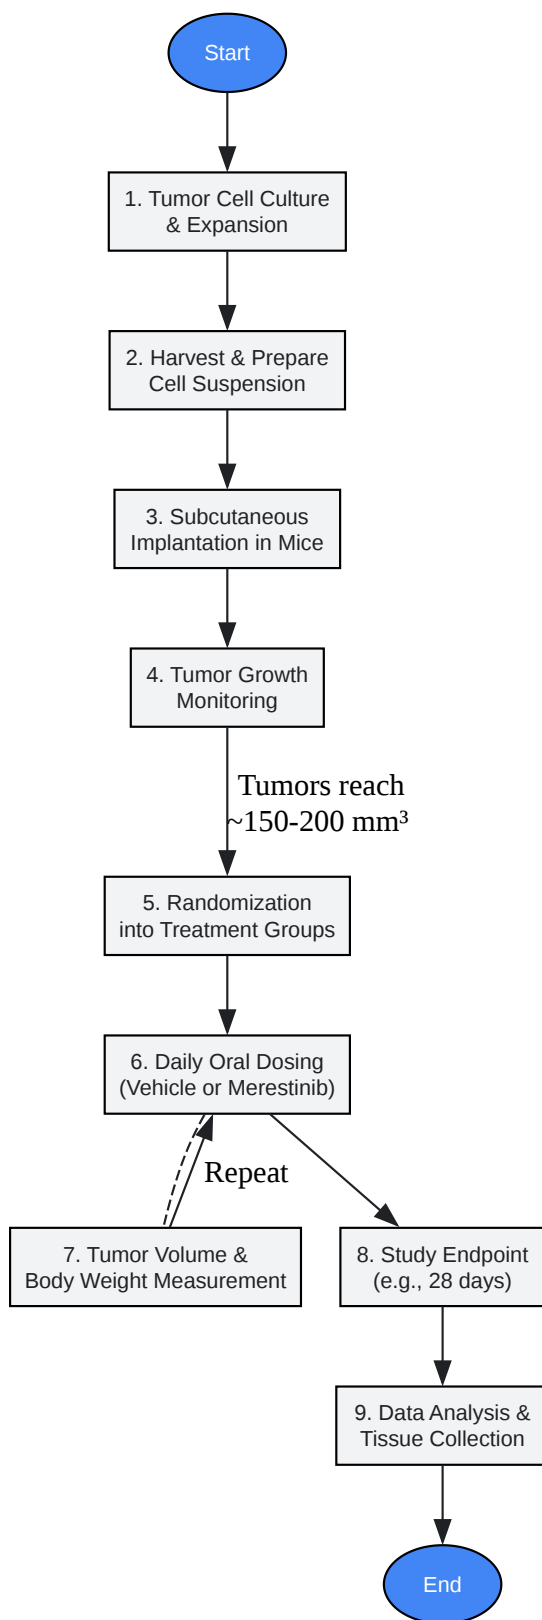 Start
1. Tumor Cell Culture
& Expansion
2. Harvest & Prepare
Cell Suspension
3. Subcutaneous
Implantation in Mice
4. Tumor Growth
Monitoring
Tumors reach
~150-200 mm³
5. Randomization
into Treatment Groups
6. Daily Oral Dosing
(Vehicle or Merestinib)
Repeat
7. Tumor Volume &
Body Weight Measurement
8. Study Endpoint
(e.g., 28 days)
9. Data Analysis &
Tissue Collection
End